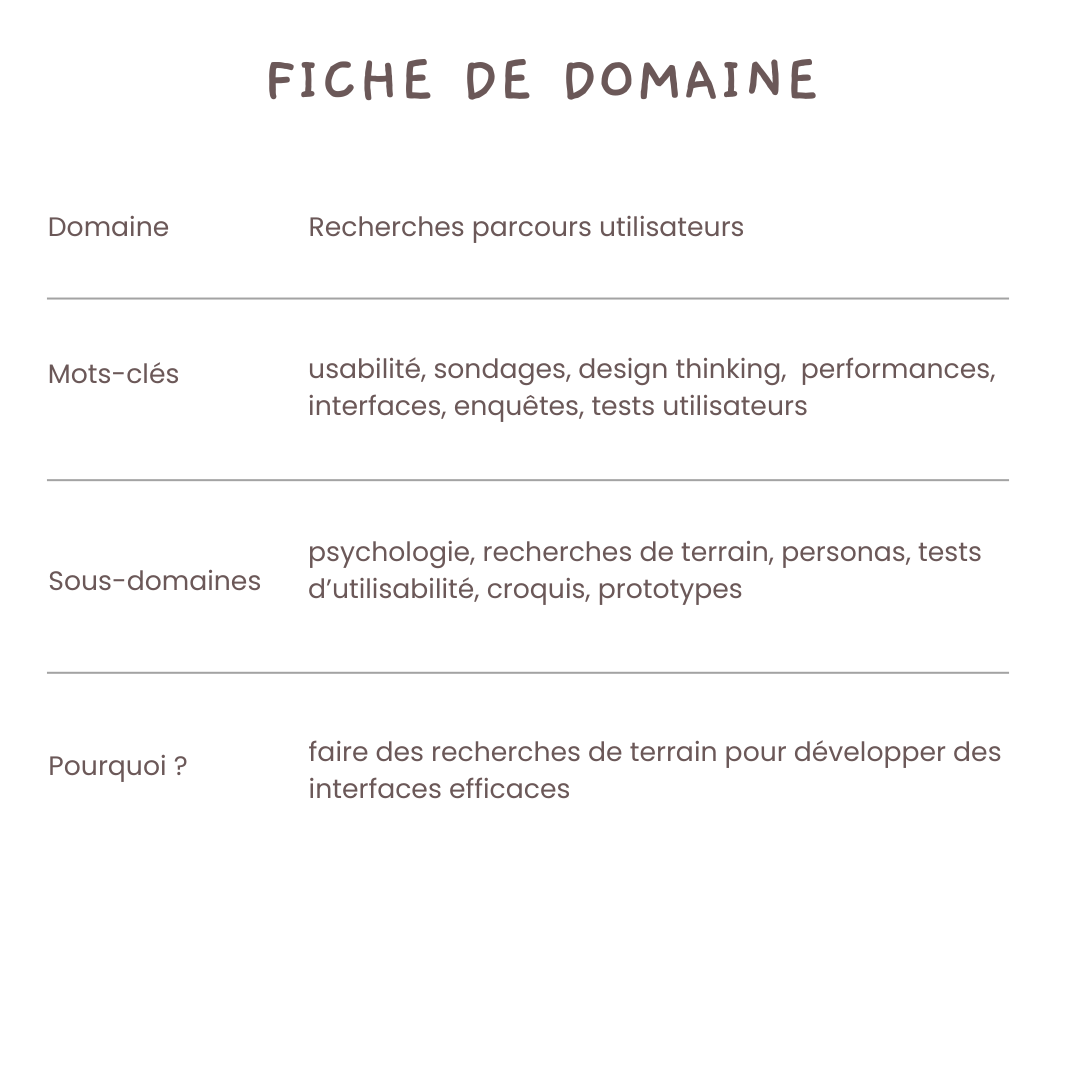 FICHE DE DOMAINE
Domaine
Recherches parcours utilisateurs
Mots-clés
usabilité, sondages, design thinking,  performances,
interfaces, enquêtes, tests utilisateurs
Sous-domaines
psychologie, recherches de terrain, personas, tests
d’utilisabilité, croquis, prototypes
Pourquoi ?
faire des recherches de terrain pour développer des
interfaces efficaces